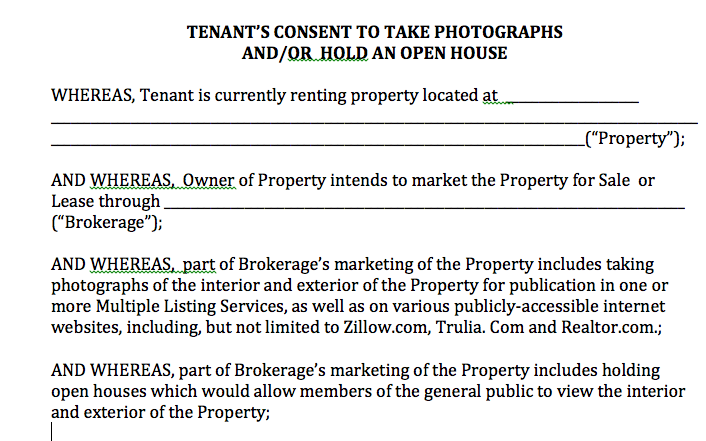 TENANT’S CONSENT TO TAKE PHOTOGRAPHS
AND/OR  HOLD AN OPEN HOUSE
WHEREAS, Tenant is currently renting property located at ________________
___________________________________________________________________________
______________________________________________________________(“Property”);
AND WHEREAS,  Owner of Property intends to market the Property for Sale  or
Lease through ____________________________________________________________
(“Brokerage”);
AND WHEREAS,  part of Brokerage’s marketing of the Property includes taking
photographs of the interior and exterior of the Property for publication in one or
more Multiple Listing Services, as well as on various publicly-accessible internet
websites, including, but not limited to Zillow.com, Trulia. Com and Realtor.com.;
AND WHEREAS, part of Brokerage’s marketing of the Property includes holding
open houses which would allow members of the general public to view the interior
and exterior of the Property;